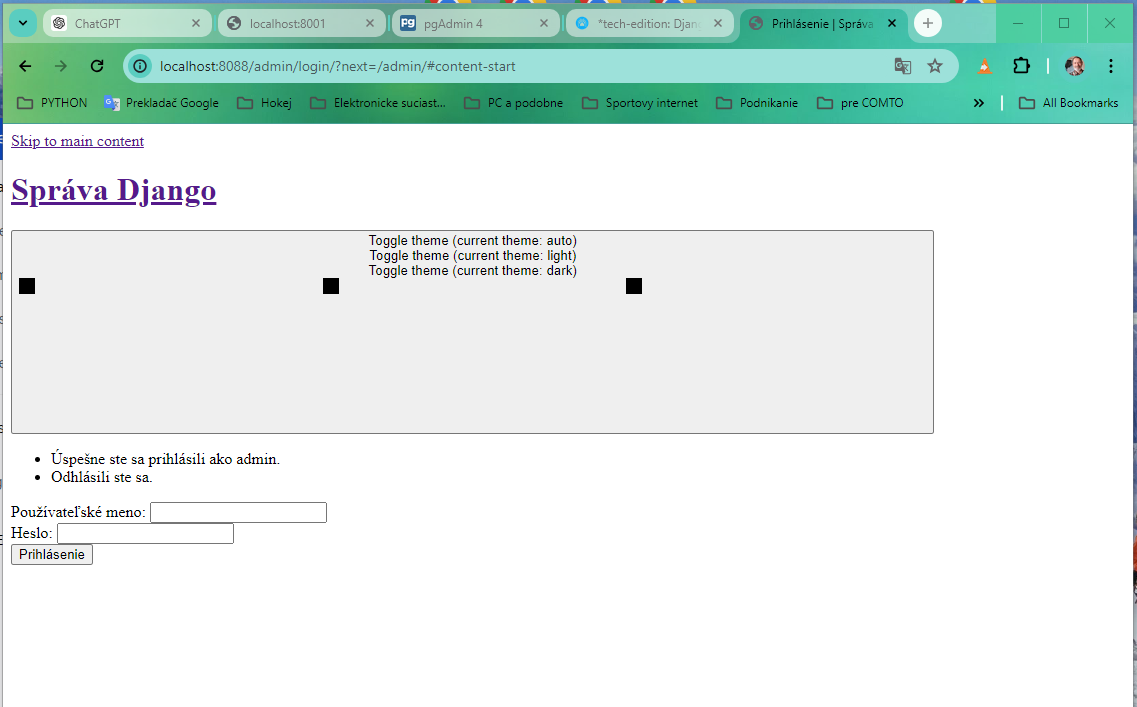 ChatGPT
localhost:8001
pgAdmin 4
*tech-edition: Djan
Prihlásenie | Správa
localhost:8088/admin/login/?next=/admin/#content-start
PYTHON
Prekladač Google
Hokej
Elektronicke suciast...
PC a podobne
Sportovy internet
Podnikanie
pre COMTO
All Bookmarks
Skip to main content
Správa Django
Toggle theme (current theme: auto)
Toggle theme (current theme: light)
Toggle theme (current theme: dark)
Úspešne ste sa prihlásili ako admin.
Odhlásili ste sa.
Používateľské meno:
Heslo:
Prihlásenie